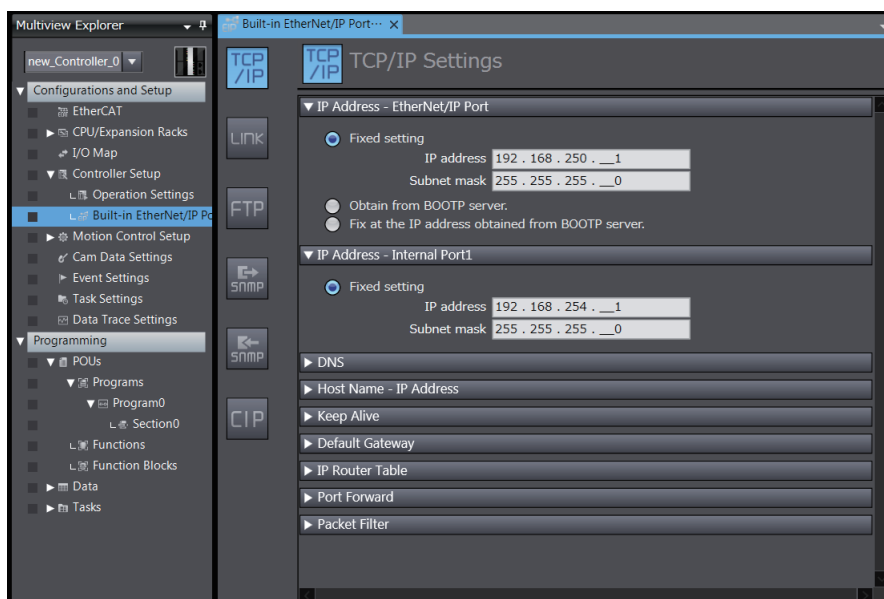 Multiview Explorer
new_Controller_0
Configurations and Setup
EtherCAT
CPU/Expansion Racks
I/O Map
Controller Setup
Operation Settings
Built-in EtherNet/IP Po
Motion Control Setup
Cam Data Settings
Event Settings
Task Settings
Data Trace Settings
Programming
POUs
Programs
Program0
Section0
Functions
Function Blocks
Data
Tasks
Built-in EtherNet/IP Port···
TCP
/IP
LINK
FTP
SNMP
SNMP
CIP
TCP
/IP
TCP/IP Settings
IP Address - EtherNet/IP Port
Fixed setting
IP address 192 . 168 . 250 . __1
Subnet mask 255 . 255 . 255 . __0
Obtain from BOOTP server.
Fix at the IP address obtained from BOOTP server.
IP Address - Internal Port1
Fixed setting
IP address 192 . 168 . 254 . __1
Subnet mask 255 . 255 . 255 . __0
DNS
Host Name - IP Address
Keep Alive
Default Gateway
IP Router Table
Port Forward
Packet Filter